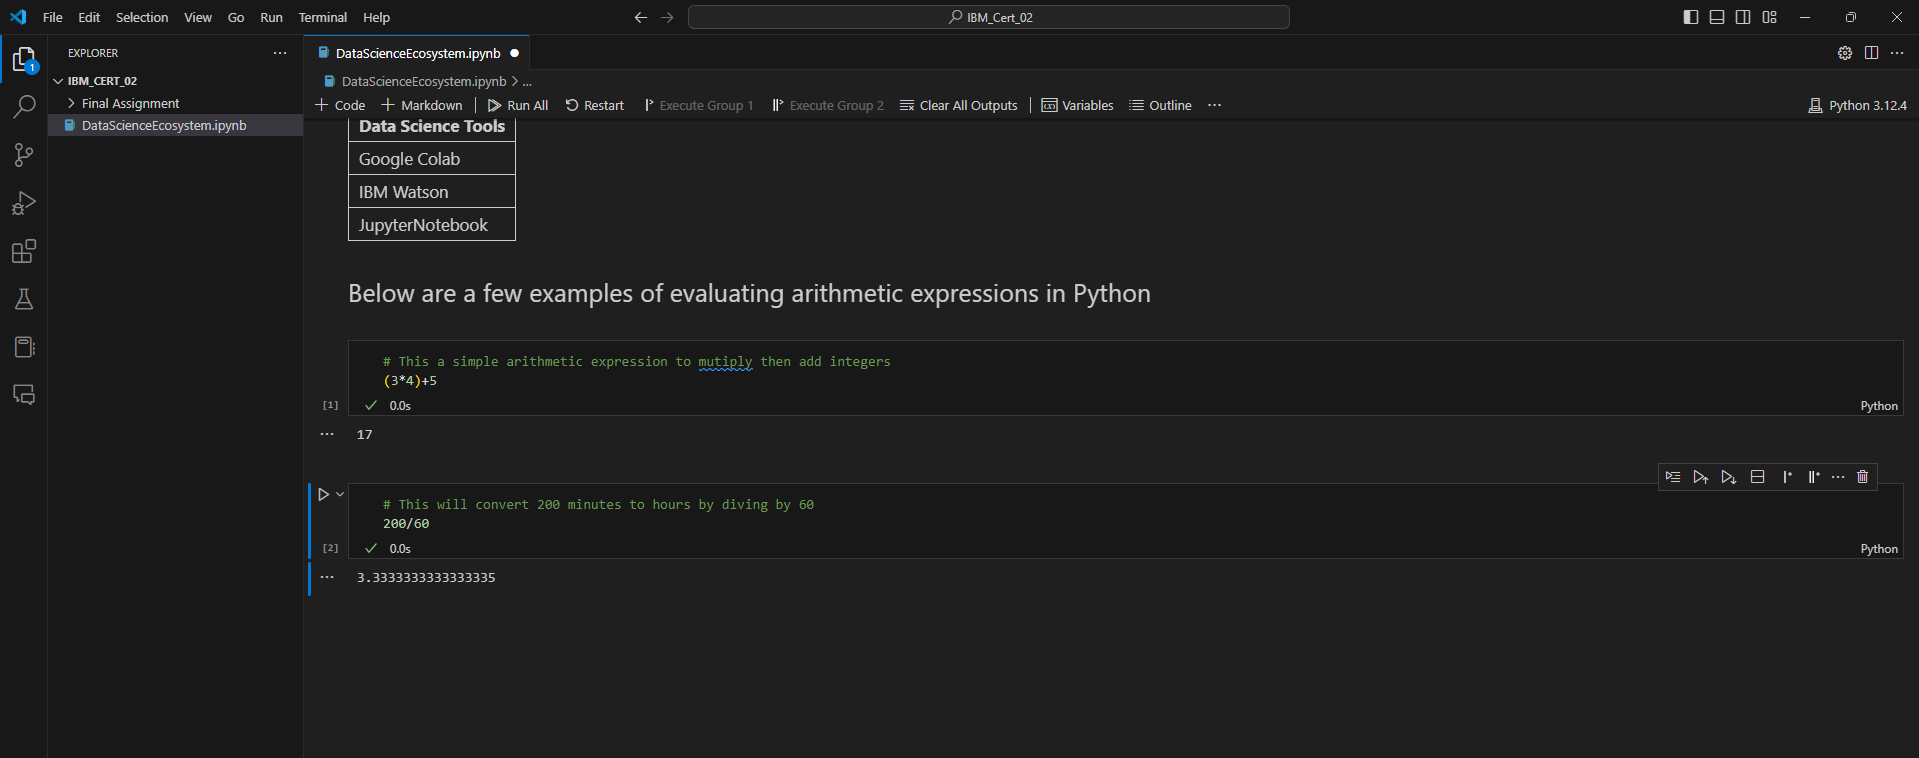 File Edit Selection View Go Run Terminal Help
IBM_Cert_02
EXPLORER
1
IBM_CERT_02
Final Assignment
DataScienceEcosystem.ipynb
DataScienceEcosystem.ipynb
DataScienceEcosystem.ipynb > ...
Code Markdown Run All Restart Execute Group 1 Execute Group 2 Clear All Outputs Variables Outline ...
Python 3.12.4
Data Science Tools
Google Colab
IBM Watson
JupyterNotebook
Below are a few examples of evaluating arithmetic expressions in Python
# This a simple arithmetic expression to mutiply then add integers
(3*4)+5
[1] 0.0s
Python
17
# This will convert 200 minutes to hours by diving by 60
200/60
[2] 0.0s
Python
3.3333333333333335